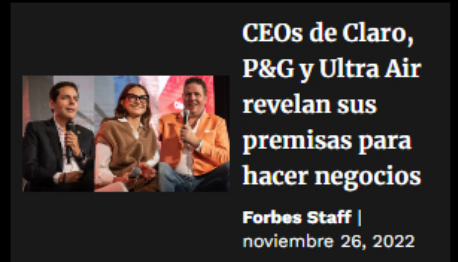 CEOs de Claro,
P&G y Ultra Air
revelan sus
premisas para
hacer negocios
Forbes Staff |
noviembre 26, 2022